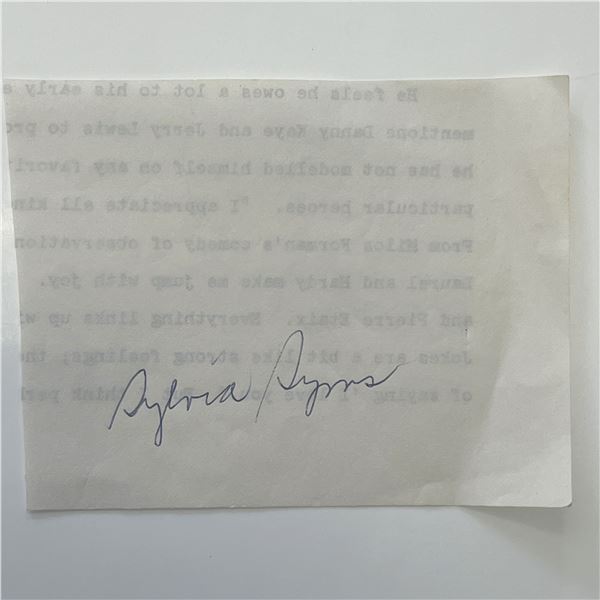 He feels he owes a lot to his early
mentions Danny Kaye and Jerry Lewis to
he has not modelled himself on any
particular heroes. "I appreciate all
From Milos Forman's comedy of observation
Laurel and Hardy make me jump with joy.
and Pierre Etaix. Everything links up
Jokes are a bit like strong feelings;
of saying 'I love you'. But I think
Sylvia Syms